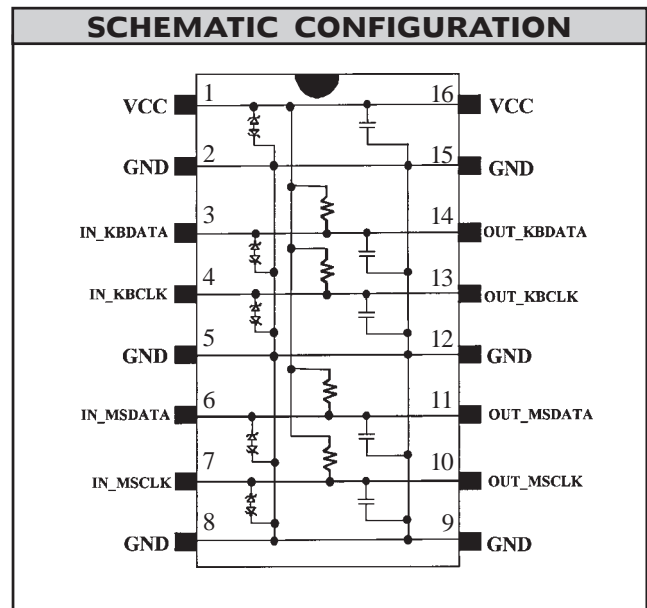 SCHEMATIC CONFIGURATION
VCC 1 16 VCC
GND 2 15 GND
IN_KBDATA 3 14 OUT_KBDATA
IN_KBCLK 4 13 OUT_KBCLK
GND 5 12 GND
IN_MSDATA 6 11 OUT_MSDATA
IN_MSCLK 7 10 OUT_MSCLK
GND 8 9 GND